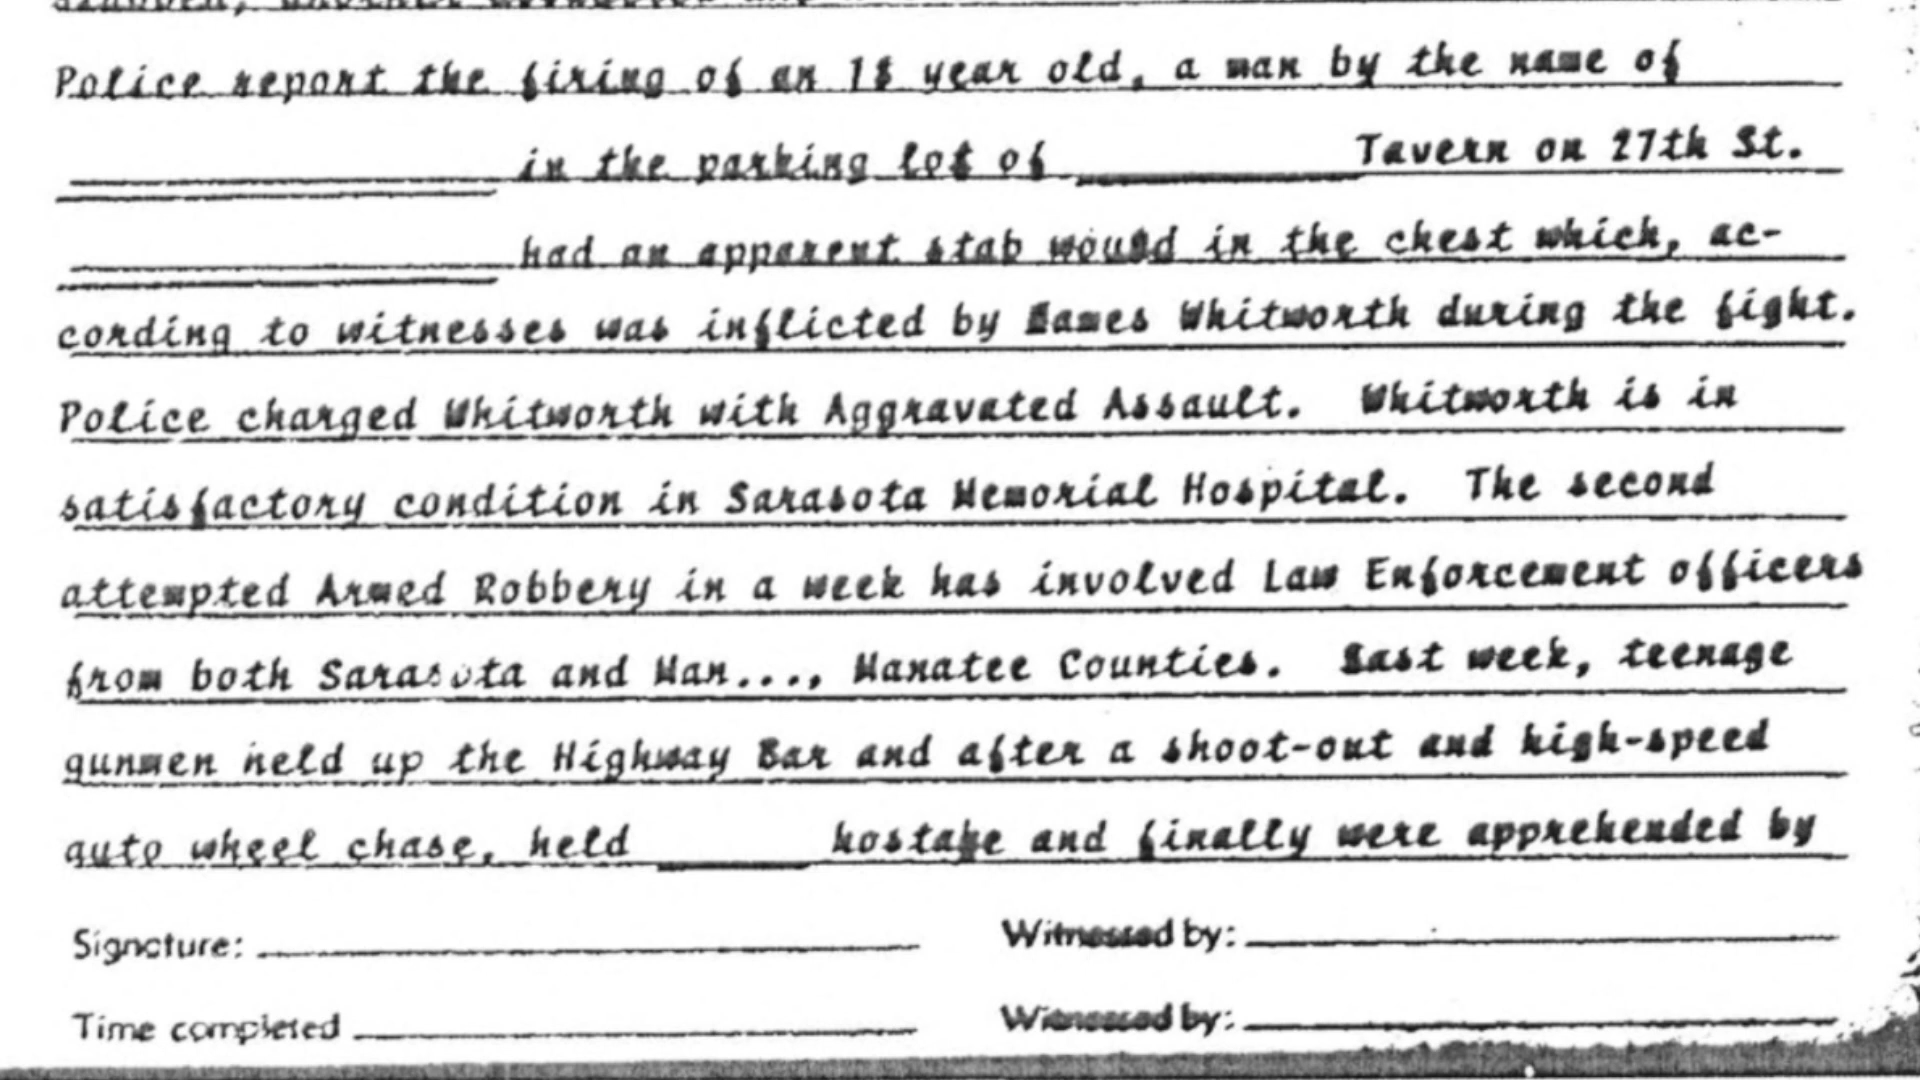 Police report the firing of an 18 year old, a man by the name of
in the parking lot of Tavern on 27th St.
had an apparent stab wound in the chest which, ac-
cording to witnesses was inflicted by James Whitworth during the fight.
Police charged Whitworth with Aggravated Assault. Whitworth is in
satisfactory condition in Sarasota Memorial Hospital. The second
attempted Armed Robbery in a week has involved Law Enforcement officers
from both Sarasota and Man..., Manatee Counties. Last week, teenage
gunmen held up the Highway Bar and after a shoot-out and high-speed
auto wheel chase, held hostage and finally were apprehended by
Signature: Witnessed by:
Time completed Witnessed by: